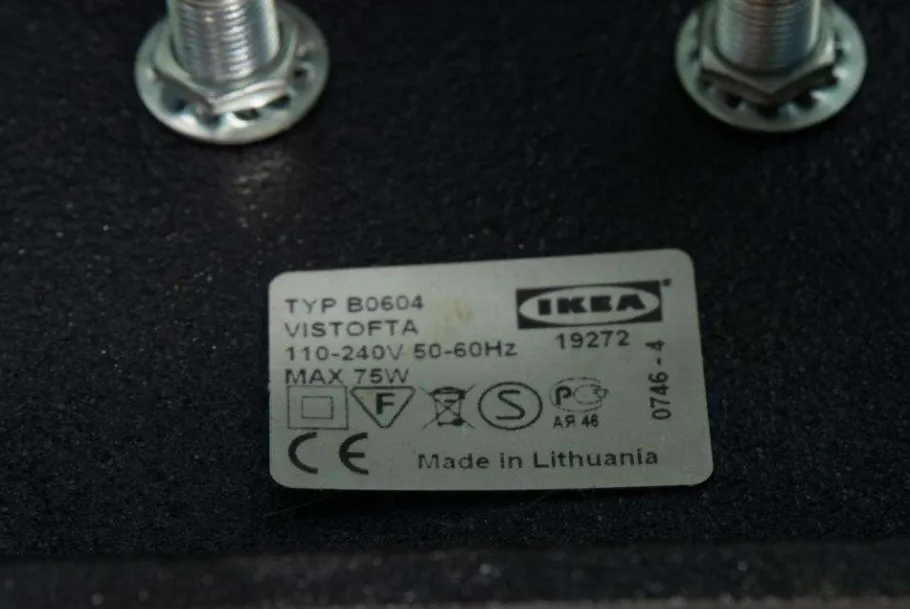 TYP B0604
VISTOFTA
110-240V 50-60Hz
MAX 75W
IKEA
19272
0746-4
F
S
PC
АЯ 46
CE
Made in Lithuania